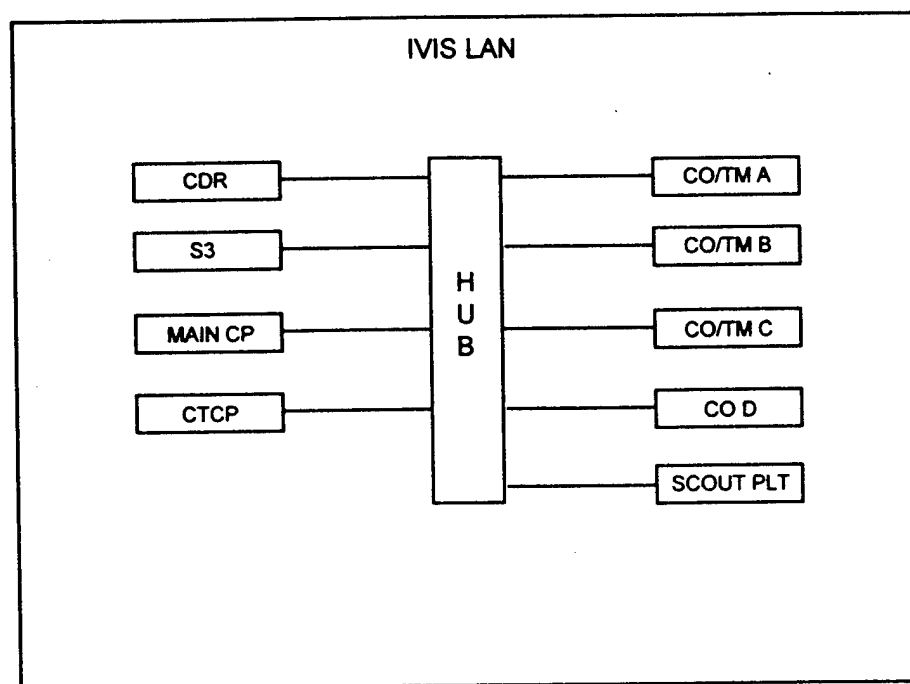 IVIS LAN
CDR
S3
MAIN CP
CTCP
H
U
B
CO/TM A
CO/TM B
CO/TM C
CO D
SCOUT PLT